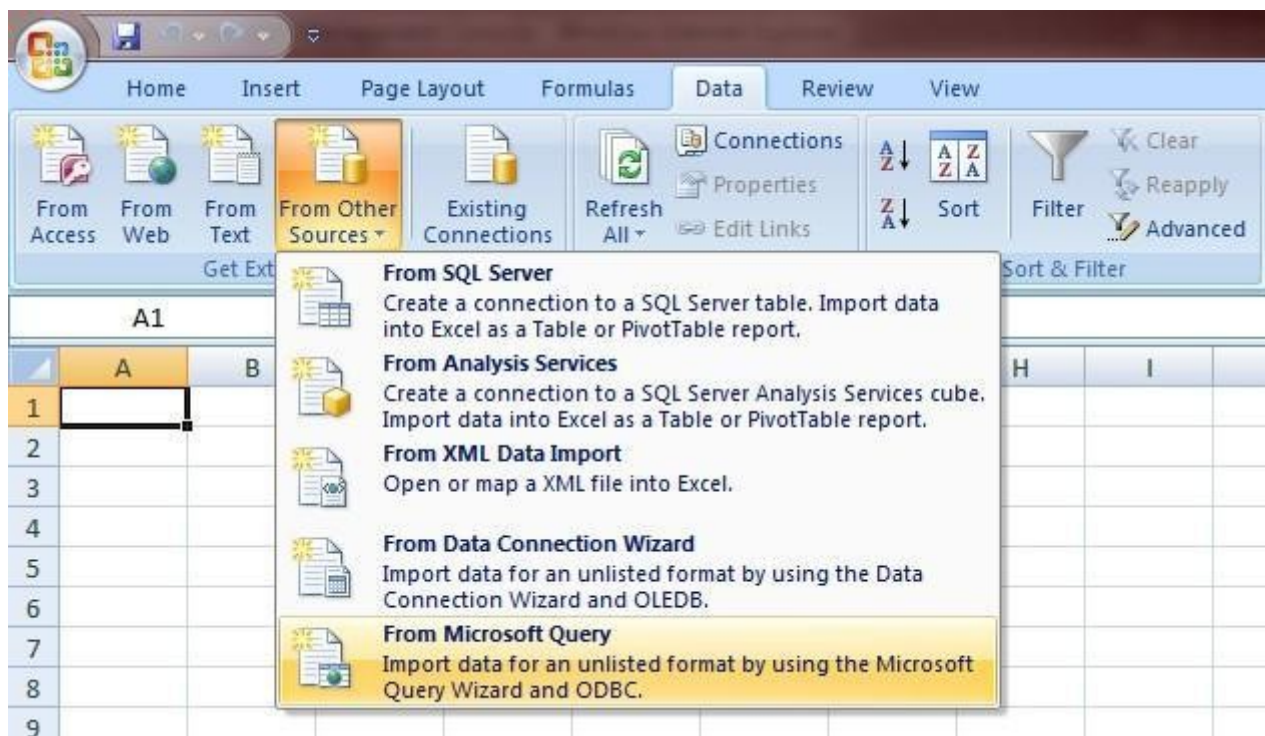 Home Insert Page Layout Formulas Data Review View
From Access
From Web
From Text
From Other Sources
Existing Connections
Refresh All
Connections
Properties
Edit Links
A Z
Z A
A Z
Z A
Sort
Filter
Clear
Reapply
Advanced
Get Ext
Sort & Filter
From SQL Server
Create a connection to a SQL Server table. Import data
into Excel as a Table or PivotTable report.
From Analysis Services
Create a connection to a SQL Server Analysis Services cube.
Import data into Excel as a Table or PivotTable report.
From XML Data Import
Open or map a XML file into Excel.
From Data Connection Wizard
Import data for an unlisted format by using the Data
Connection Wizard and OLEDB.
From Microsoft Query
Import data for an unlisted format by using the Microsoft
Query Wizard and ODBC.
A1
A B H I
1
2
3
4
5
6
7
8
9